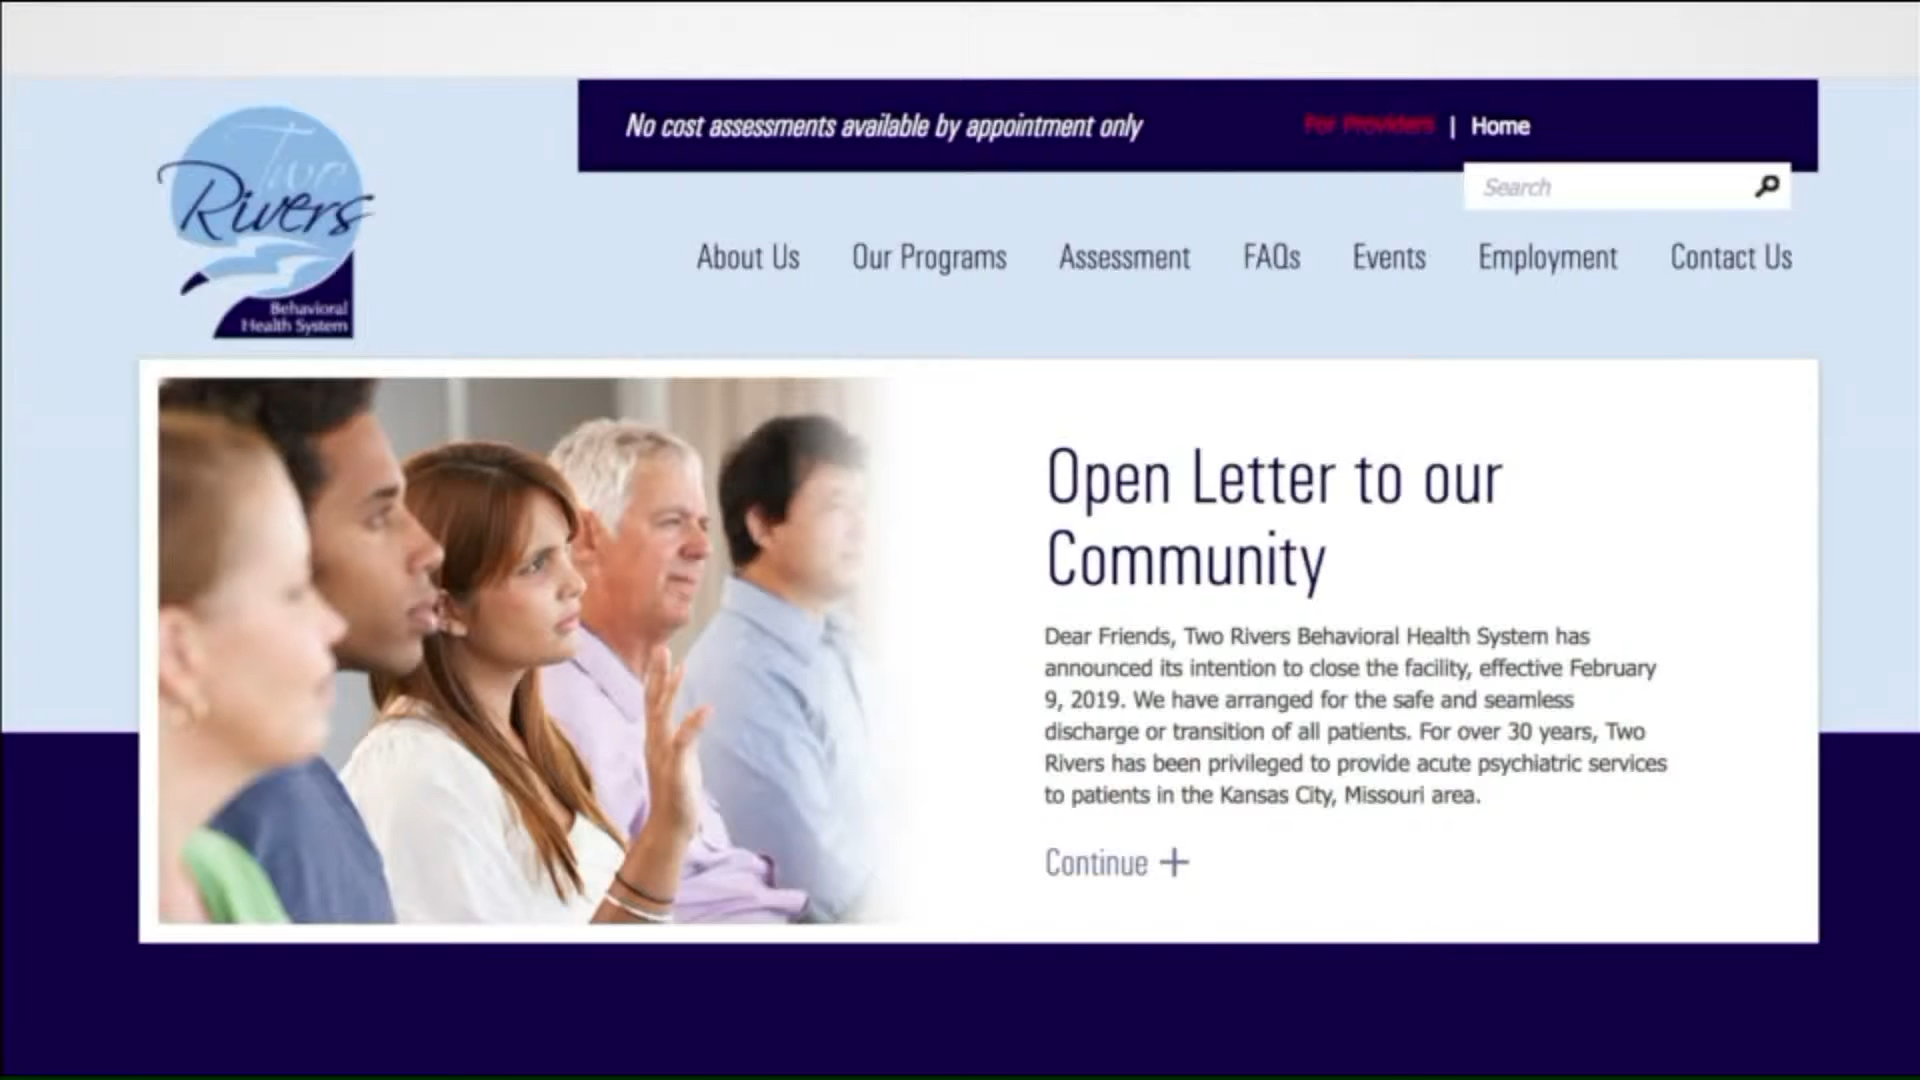 No cost assessments available by appointment only
For Providers | Home
Two
Rivers
Search
About Us Our Programs Assessment FAQs Events Employment Contact Us
Behavioral
Health System
Open Letter to our
Community
Dear Friends, Two Rivers Behavioral Health System has
announced its intention to close the facility, effective February
9, 2019. We have arranged for the safe and seamless
discharge or transition of all patients. For over 30 years, Two
Rivers has been privileged to provide acute psychiatric services
to patients in the Kansas City, Missouri area.
Continue +